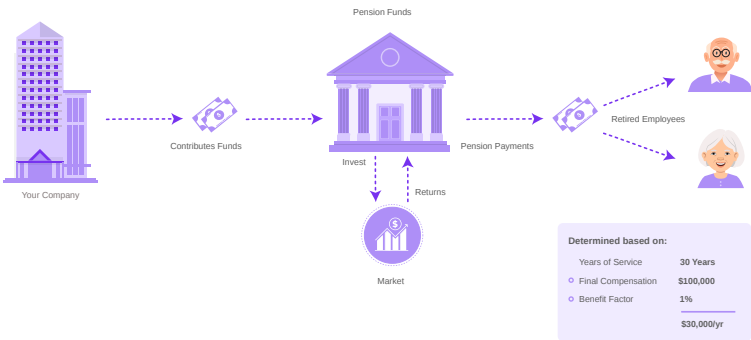 Pension Funds
Contributes Funds
Pension Payments
Retired Employees
Invest
Your Company
Returns
Market
$
Determined based on:
Years of Service 30 Years
Final Compensation $100,000
Benefit Factor 1%
$30,000/yr